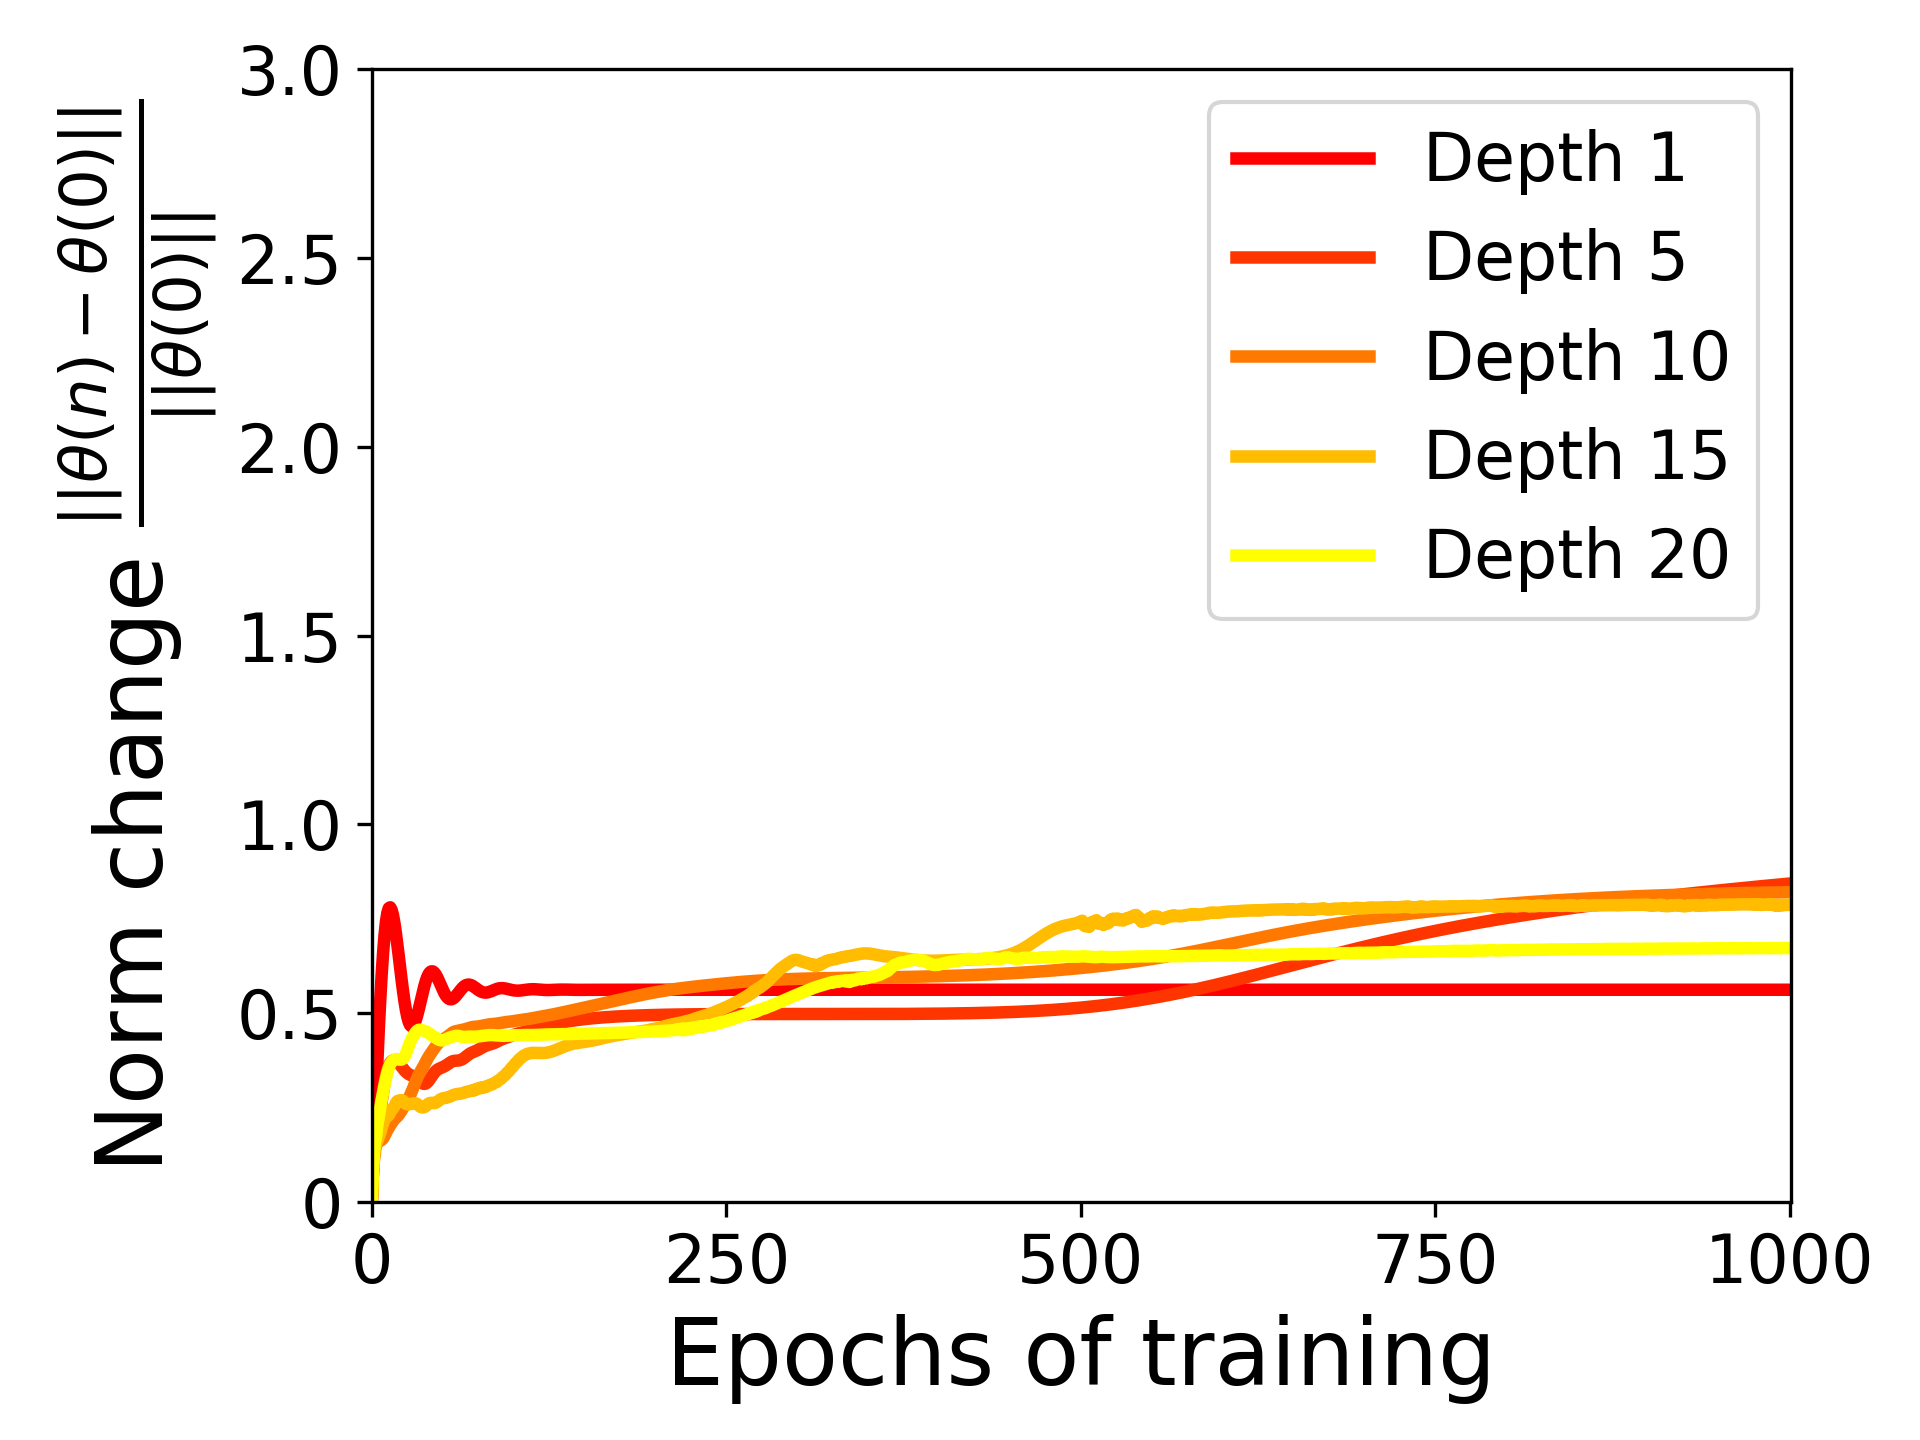 Norm change ||θ(n) − θ(0)|| / ||θ(0)||
3.0
2.5
2.0
1.5
1.0
0.5
0
0 250 500 750 1000
Epochs of training
Depth 1
Depth 5
Depth 10
Depth 15
Depth 20